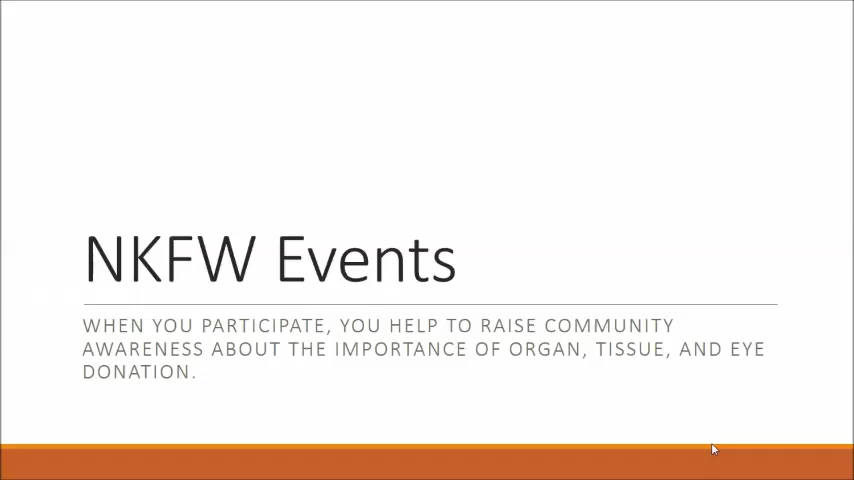 NKFW Events
WHEN YOU PARTICIPATE, YOU HELP TO RAISE COMMUNITY
AWARENESS ABOUT THE IMPORTANCE OF ORGAN, TISSUE, AND EYE
DONATION.